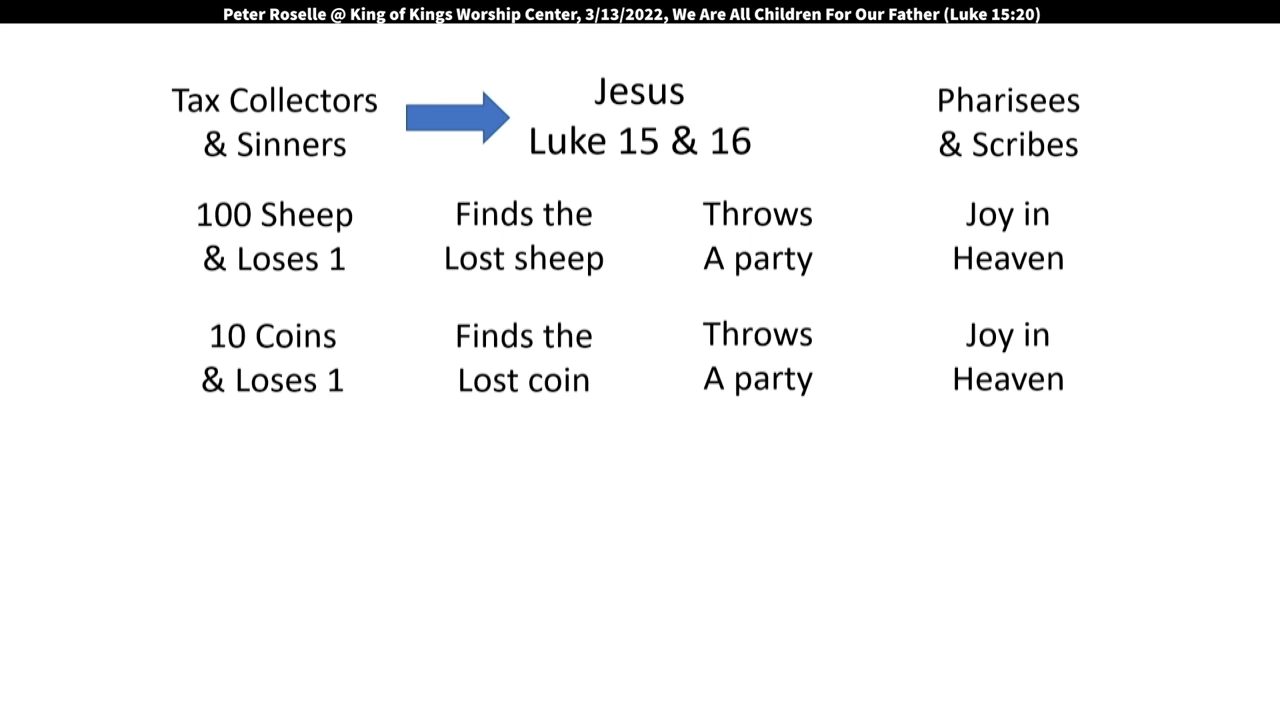 Peter Roselle @ King of Kings Worship Center, 3/13/2022, We Are All Children For Our Father (Luke 15:20)
Tax Collectors
& Sinners
Jesus
Luke 15 & 16
Pharisees
& Scribes
100 Sheep
& Loses 1
Finds the
Lost sheep
Throws
A party
Joy in
Heaven
10 Coins
& Loses 1
Finds the
Lost coin
Throws
A party
Joy in
Heaven